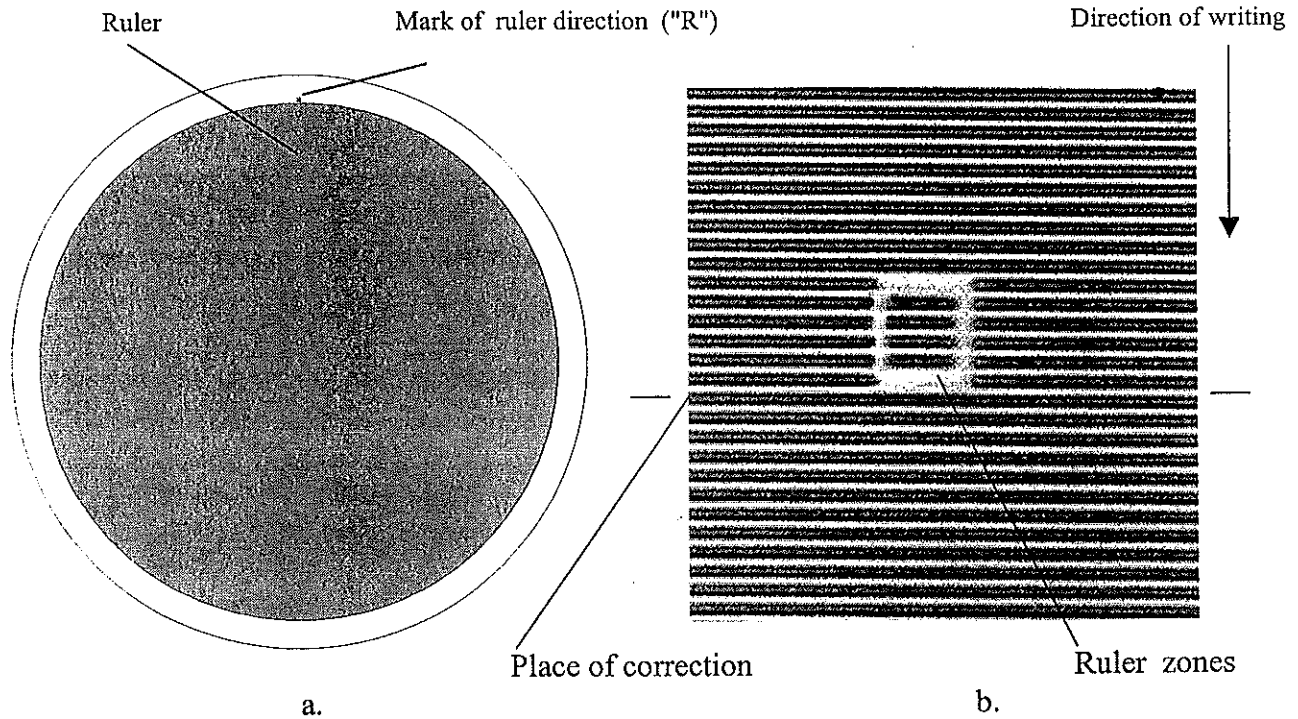 Ruler
Mark of ruler direction ("R")
Direction of writing
Place of correction
Ruler zones
a.
b.